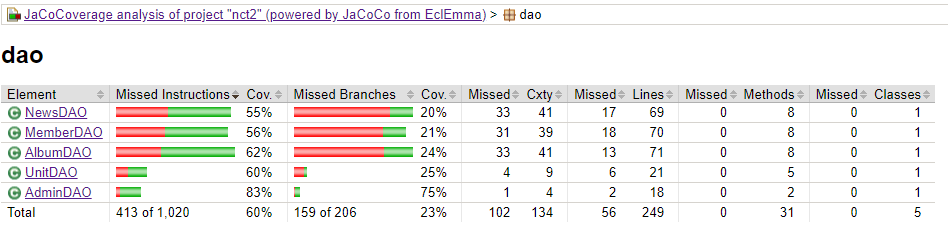 JaCoCoverage analysis of project "nct2" (powered by JaCoCo from EclEmma) > dao
dao
Element Missed Instructions Cov. Missed Branches Cov. Missed Cxty Missed Lines Missed Methods Missed Classes
C NewsDAO 55% 20% 33 41 17 69 0 8 0 1
C MemberDAO 56% 21% 31 39 18 70 0 8 0 1
C AlbumDAO 62% 24% 33 41 13 71 0 8 0 1
C UnitDAO 60% 25% 4 9 6 21 0 5 0 1
C AdminDAO 83% 75% 1 4 2 18 0 2 0 1
Total 413 of 1,020 60% 159 of 206 23% 102 134 56 249 0 31 0 5